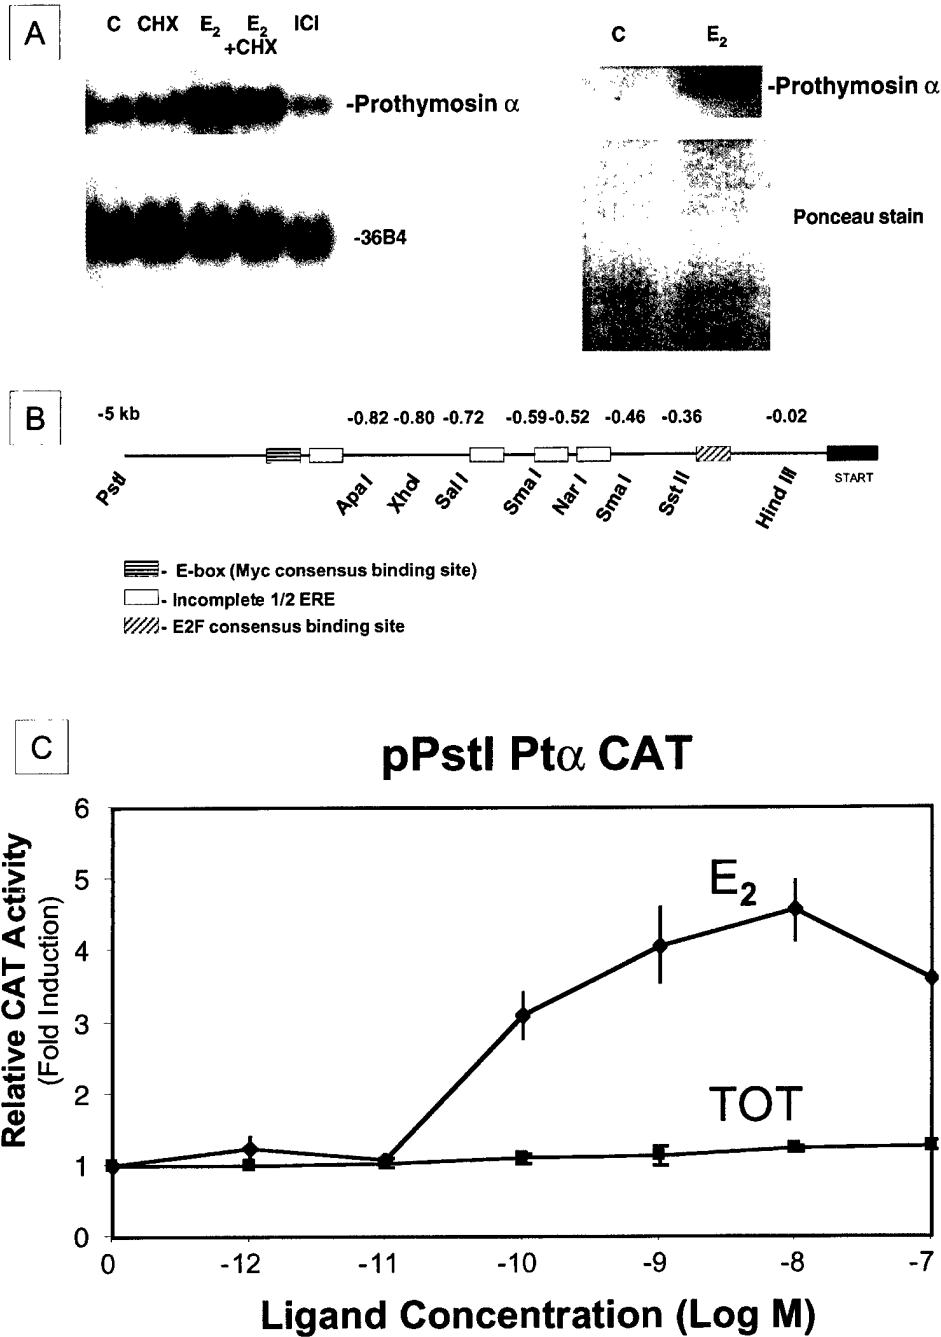 A
C CHX E2 E2 ICI
+CHX
-Prothymosin α
-36B4
C E2
-Prothymosin α
Ponceau stain
B
-5 kb -0.82 -0.80 -0.72 -0.59 -0.52 -0.46 -0.36 -0.02
PstI ApaI XhoI Sal I SmaI Nar I SmaI Sst II Hind III START
- E-box (Myc consensus binding site)
- Incomplete 1/2 ERE
- E2F consensus binding site
C
pPstI Ptα CAT
Relative CAT Activity
(Fold Induction)
6
5
4
3
2
1
0
E2
TOT
0 -12 -11 -10 -9 -8 -7
Ligand Concentration (Log M)